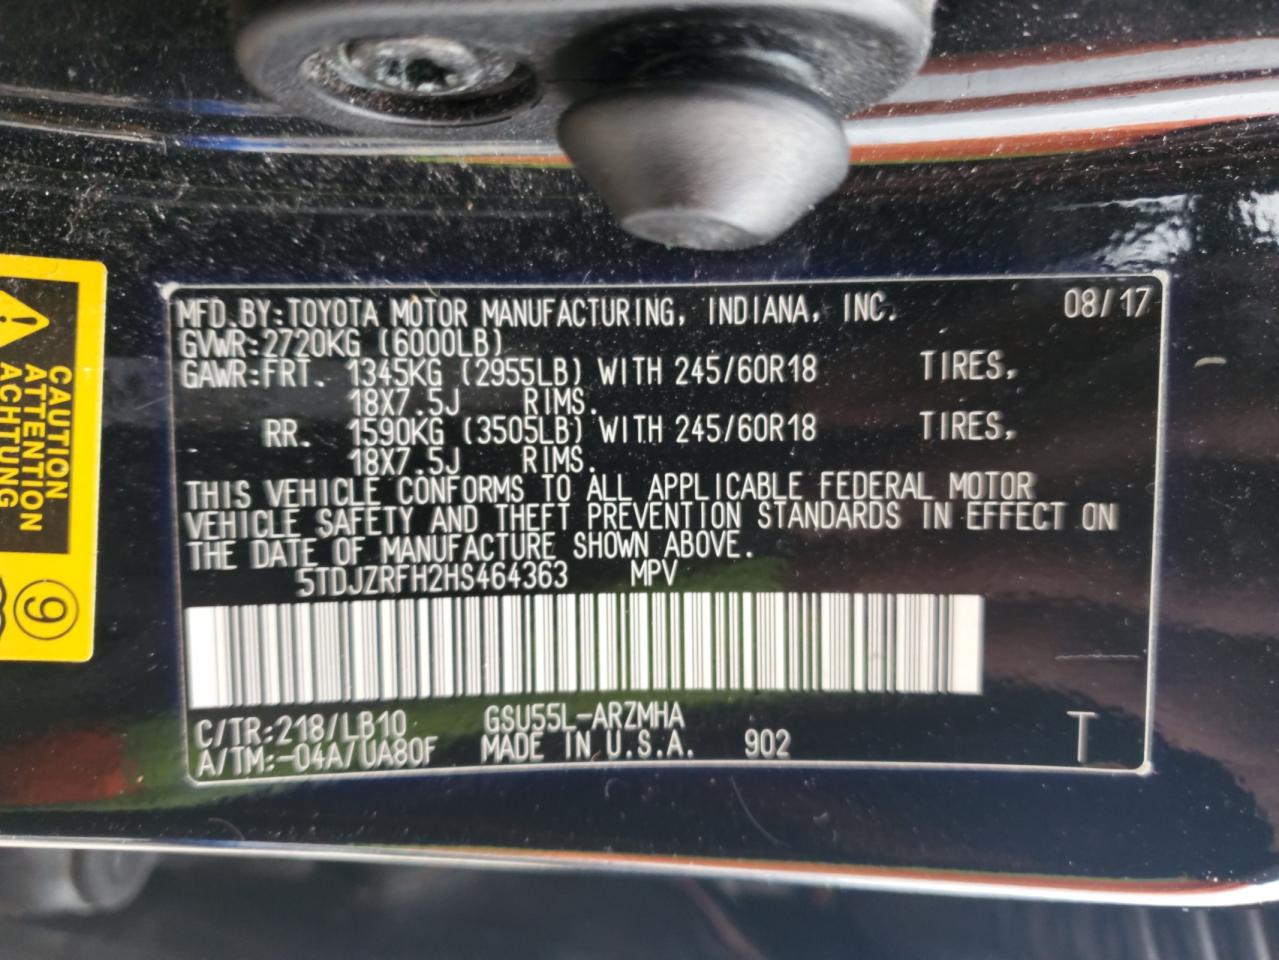 MFD.BY:TOYOTA MOTOR MANUFACTURING, INDIANA, INC. 08/17
GVWR:2720KG (6000LB)
GAWR:FRT. 1345KG (2955LB) WITH 245/60R18 TIRES,
18X7.5J RIMS.
RR. 1590KG (3505LB) WITH 245/60R18 TIRES,
18X7.5J RIMS.
THIS VEHICLE CONFORMS TO ALL APPLICABLE FEDERAL MOTOR
VEHICLE SAFETY AND THEFT PREVENTION STANDARDS IN EFFECT ON
THE DATE OF MANUFACTURE SHOWN ABOVE.
5TDJZRFH2HS464363 MPV
C/TR:218/LB10 GSU55L-ARZMHA
A/TM:-04A/UA80F MADE IN U.S.A. 902 T
CAUTION
ATTENTION
ACHTUNG
9